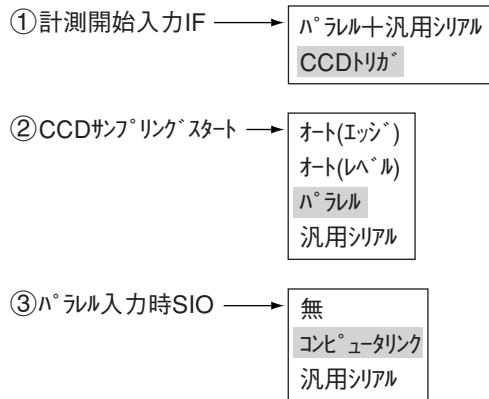 ①計測開始入力IF
ﾊﾟﾗﾚﾙ＋汎用ｼﾘｱﾙ
CCDﾄﾘｶﾞ
②CCDｻﾝﾌﾟﾘﾝｸﾞｽﾀｰﾄ
ｵｰﾄ(ｴｯｼﾞ)
ｵｰﾄ(ﾚﾍﾞﾙ)
ﾊﾟﾗﾚﾙ
汎用ｼﾘｱﾙ
③ﾊﾟﾗﾚﾙ入力時SIO
無
ｺﾝﾋﾟｭｰﾀﾘﾝｸ
汎用ｼﾘｱﾙ